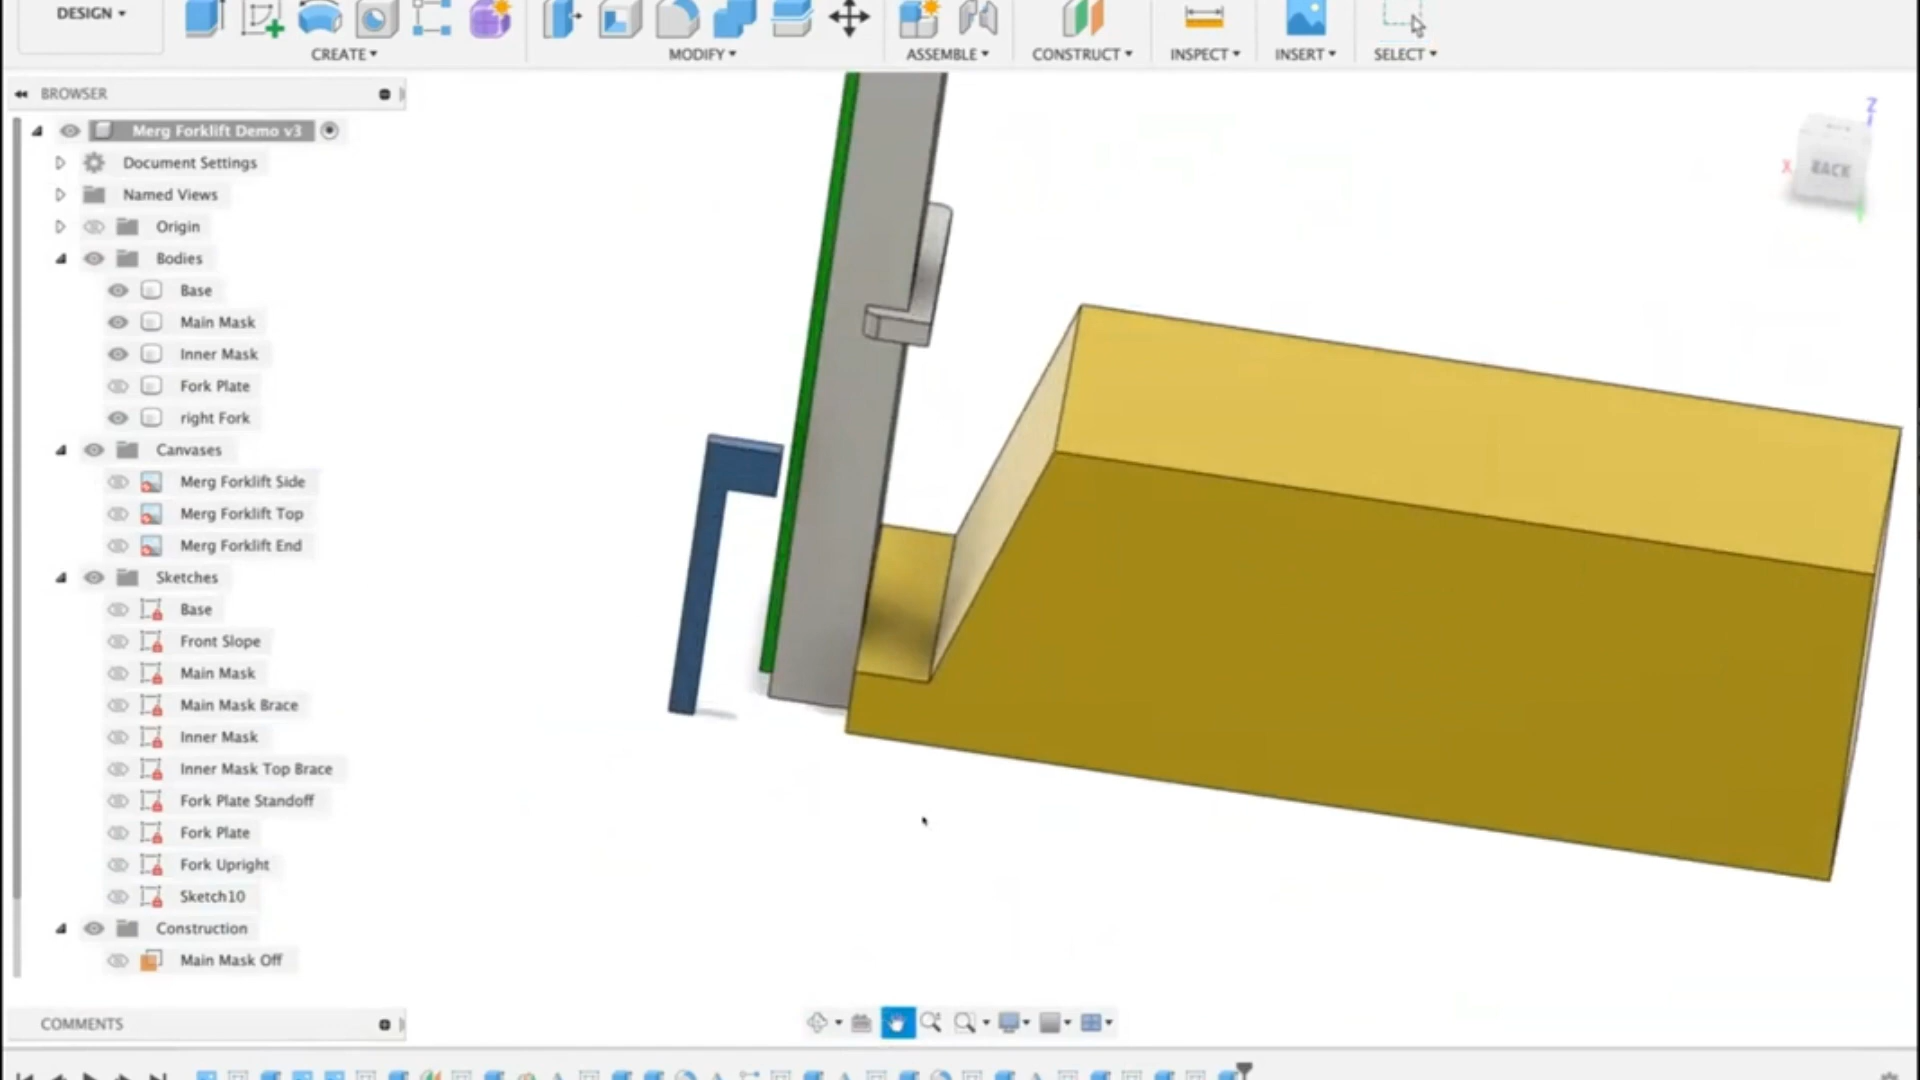 DESIGN
CREATE
MODIFY
ASSEMBLE
CONSTRUCT
INSPECT
INSERT
SELECT
BROWSER
Merg Forklift Demo v3
Document Settings
Named Views
Origin
Bodies
Base
Main Mask
Inner Mask
Fork Plate
right Fork
Canvases
Merg Forklift Side
Merg Forklift Top
Merg Forklift End
Sketches
Base
Front Slope
Main Mask
Main Mask Brace
Inner Mask
Inner Mask Top Brace
Fork Plate Standoff
Fork Plate
Fork Upright
Sketch10
Construction
Main Mask Off
COMMENTS
Z
X
BACK